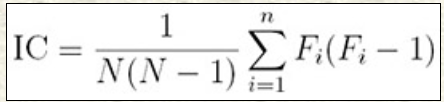 IC = \frac{1}{N(N-1)} \sum_{i=1}^{n} F_i(F_i - 1)